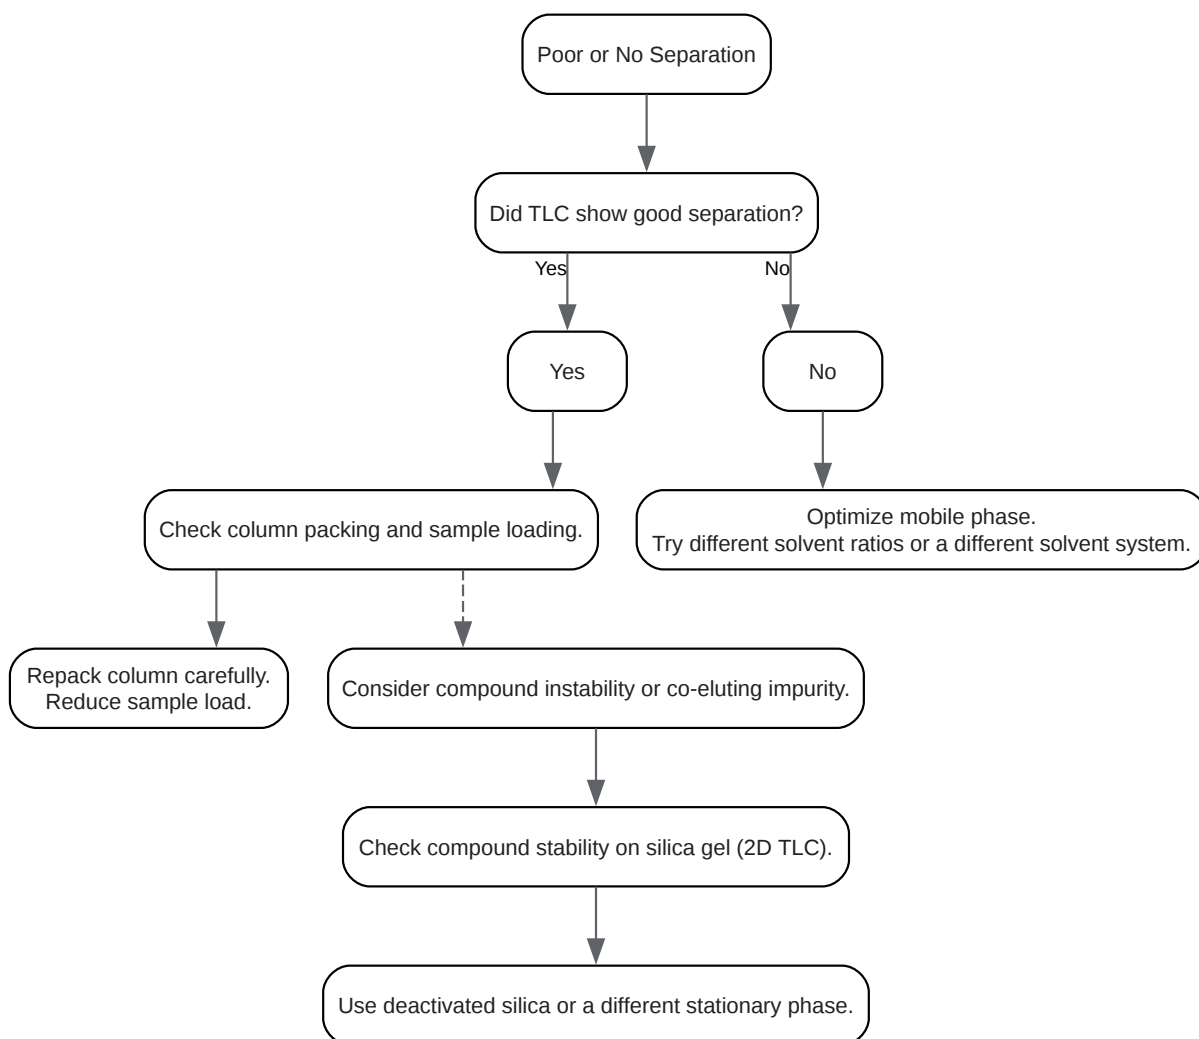 Poor or No Separation
Did TLC show good separation?
Yes
No
Yes
No
Check column packing and sample loading.
Optimize mobile phase.
Try different solvent ratios or a different solvent system.
Repack column carefully.
Reduce sample load.
Consider compound instability or co-eluting impurity.
Check compound stability on silica gel (2D TLC).
Use deactivated silica or a different stationary phase.